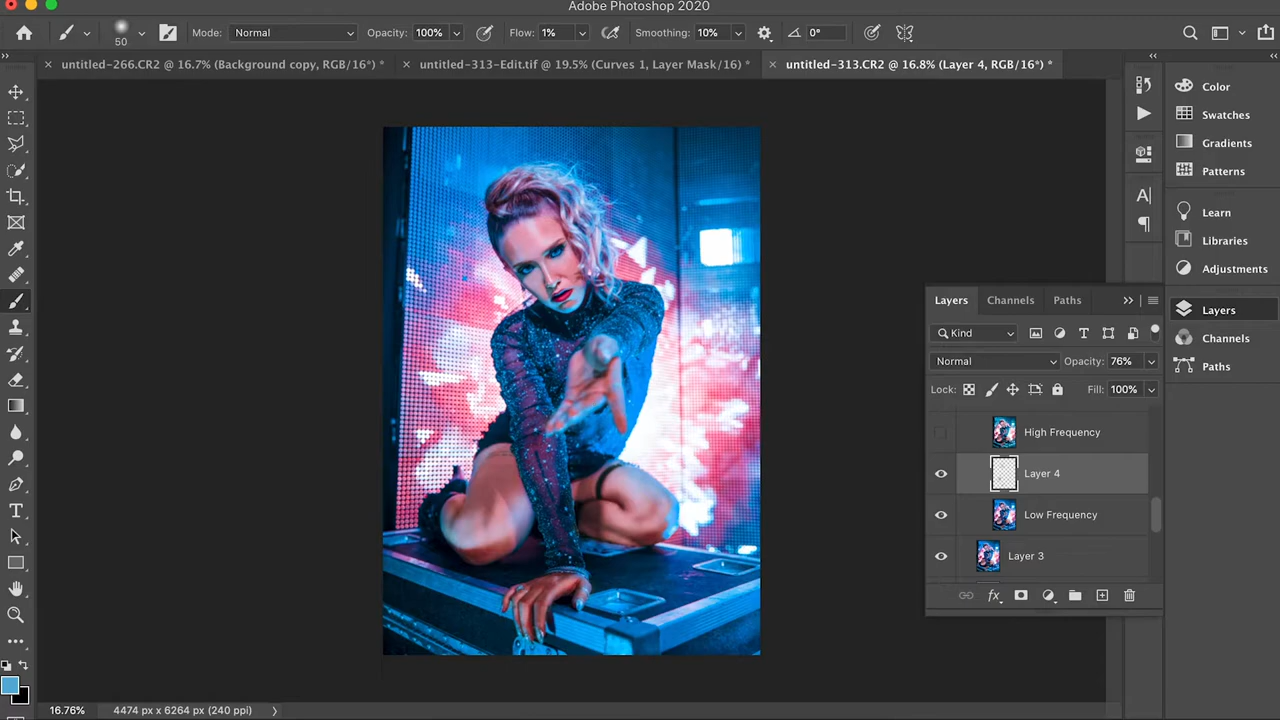 Adobe Photoshop 2020
50 Mode: Normal Opacity: 100% Flow: 1% Smoothing: 10% 0°
untitled-266.CR2 @ 16.7% (Background copy, RGB/16*) * untitled-313-Edit.tif @ 19.5% (Curves 1, Layer Mask/16) * untitled-313.CR2 @ 16.8% (Layer 4, RGB/16*) *
Color
Swatches
Gradients
Patterns
Learn
Libraries
Adjustments
Layers
Channels
Paths
Layers Channels Paths
Kind
Normal Opacity: 76%
Lock: Fill: 100%
High Frequency
Layer 4
Low Frequency
Layer 3
fx
16.76% 4474 px x 6264 px (240 ppi)